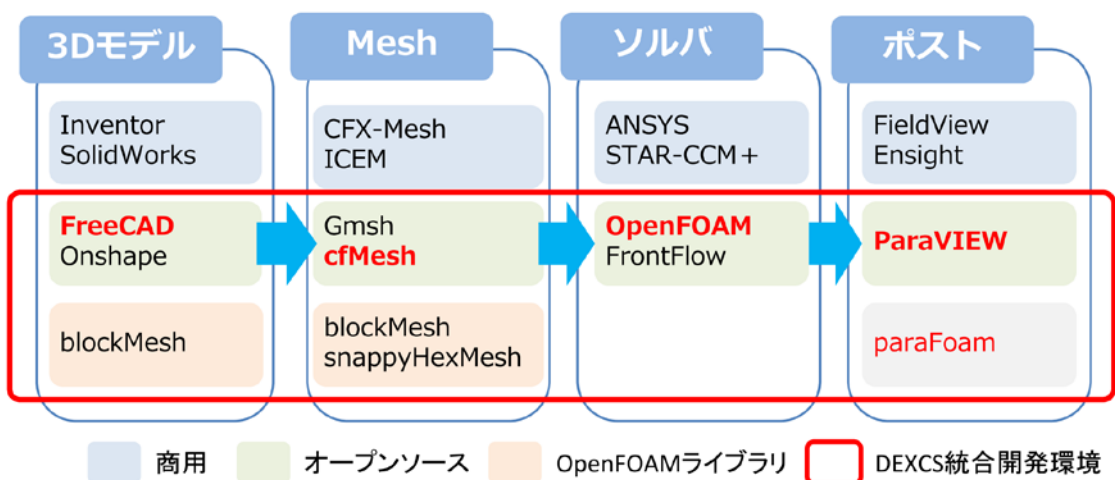 3Dモデル
Mesh
ソルバ
ポスト
Inventor
SolidWorks
CFX-Mesh
ICEM
ANSYS
STAR-CCM+
FieldView
Ensight
FreeCAD
Onshape
Gmsh
cfMesh
OpenFOAM
FrontFlow
ParaVIEW
blockMesh
blockMesh
snappyHexMesh
paraFoam
商用
オープンソース
OpenFOAMライブラリ
DEXCS統合開発環境